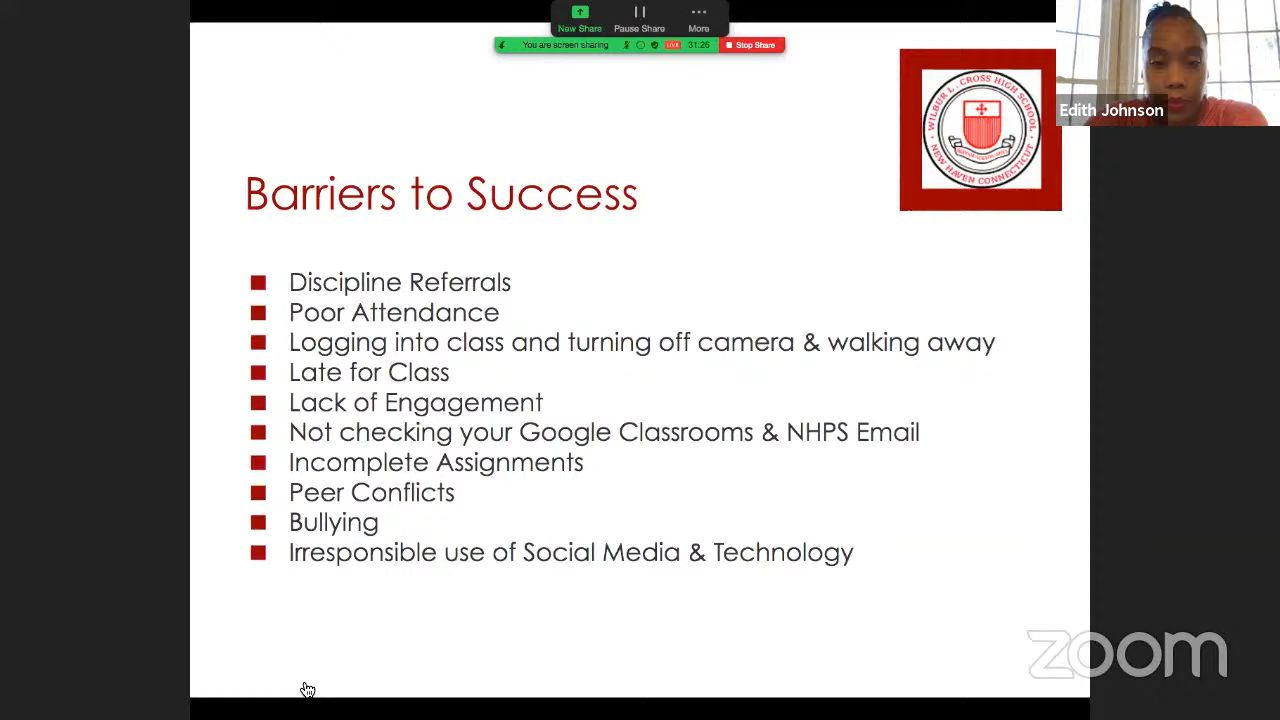 New Share
Pause Share
More
You are screen sharing
LIVE
31:26
Stop Share
WILBUR L. CROSS HIGH SCHOOL
NEW HAVEN CONNECTICUT
Edith Johnson
Barriers to Success
Discipline Referrals
Poor Attendance
Logging into class and turning off camera & walking away
Late for Class
Lack of Engagement
Not checking your Google Classrooms & NHPS Email
Incomplete Assignments
Peer Conflicts
Bullying
Irresponsible use of Social Media & Technology
zoom